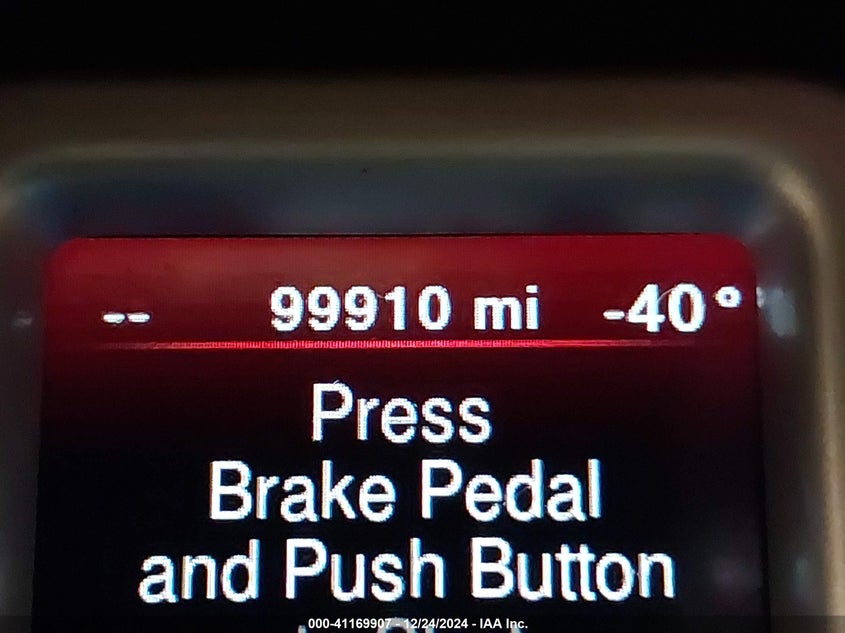 -- 99910 mi -40°
Press
Brake Pedal
and Push Button
000-41169907 - 12/24/2024 - IAA Inc.